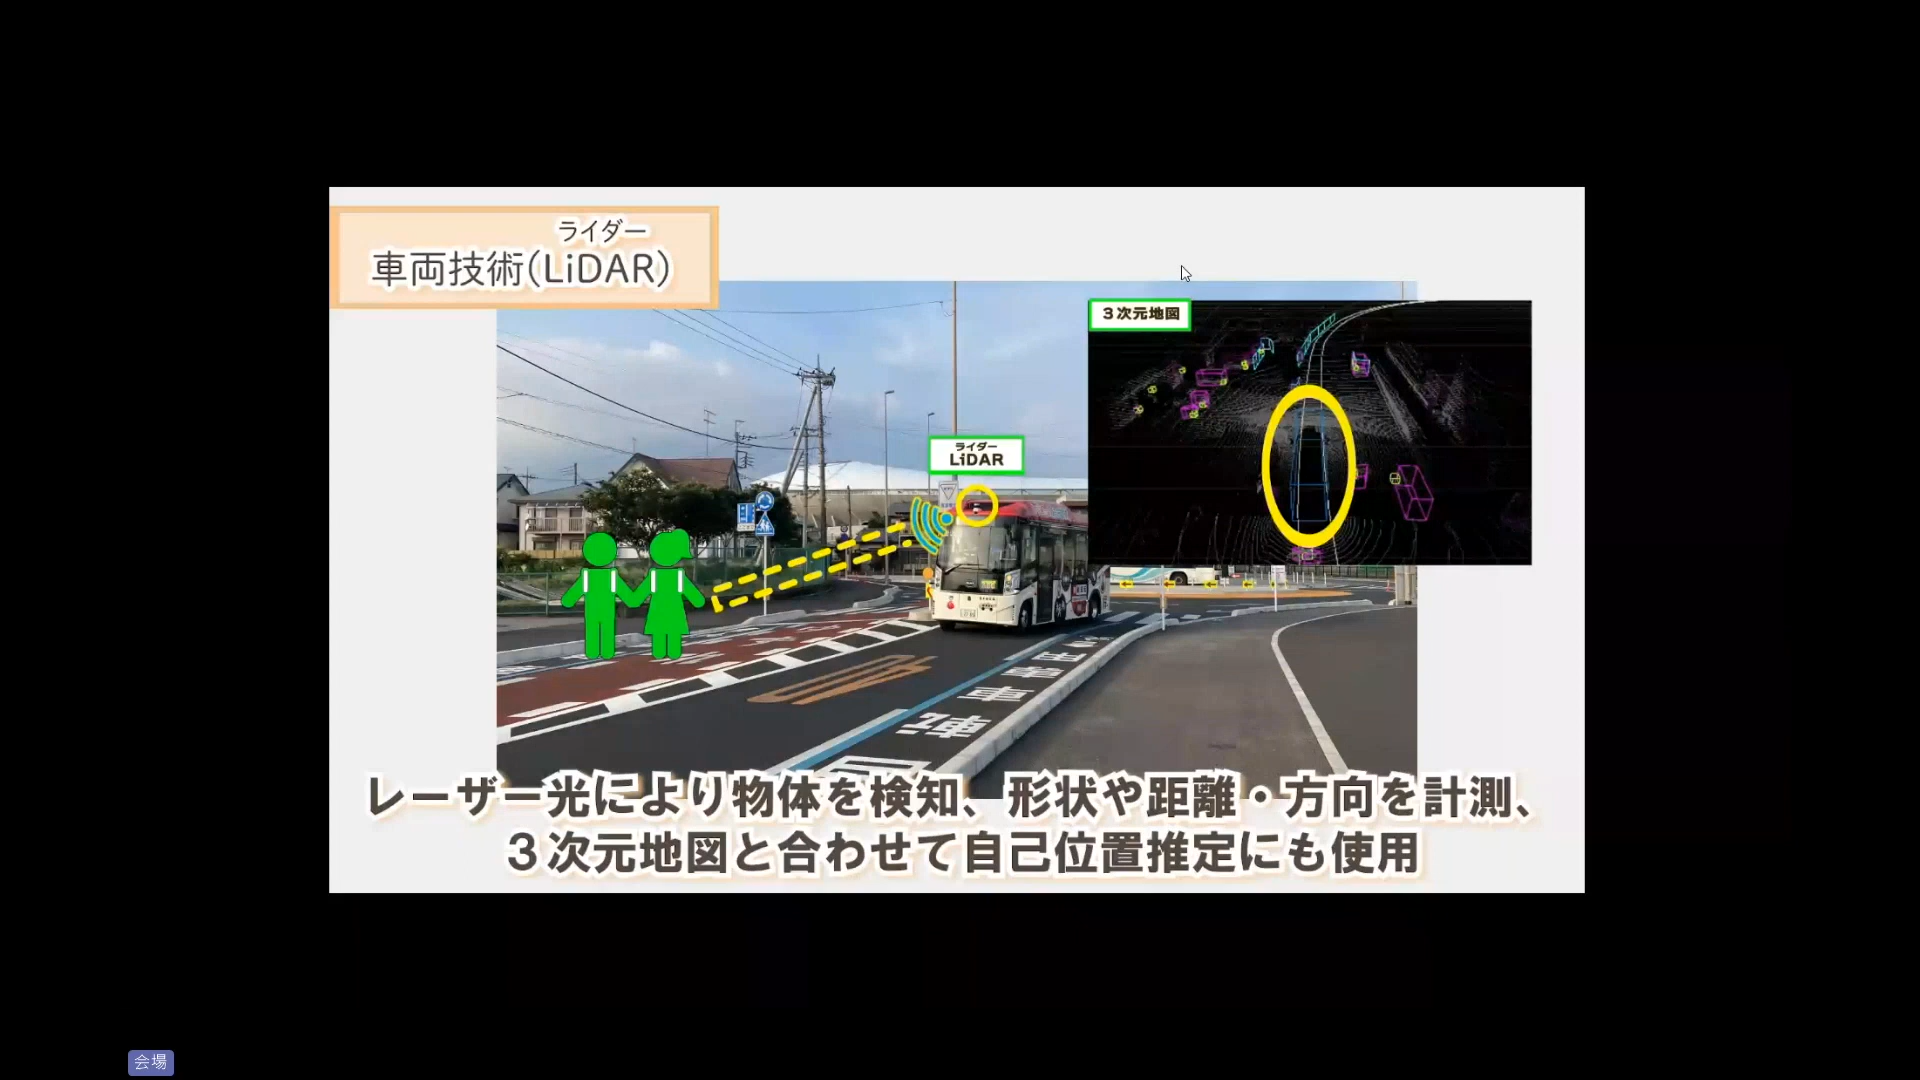 ライダー
車両技術(LiDAR)
３次元地図
ライダー
LiDAR
レーザー光により物体を検知、形状や距離・方向を計測、
３次元地図と合わせて自己位置推定にも使用
会場